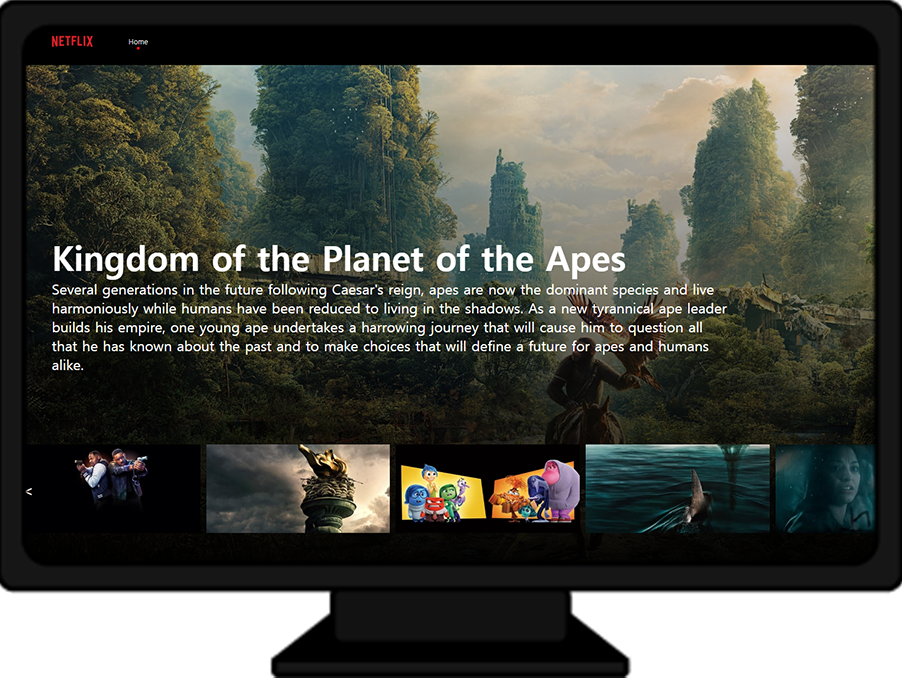 NETFLIX
Home
Kingdom of the Planet of the Apes
Several generations in the future following Caesar's reign, apes are now the dominant species and live
harmoniously while humans have been reduced to living in the shadows. As a new tyrannical ape leader
builds his empire, one young ape undertakes a harrowing journey that will cause him to question all
that he has known about the past and to make choices that will define a future for apes and humans
alike.
<